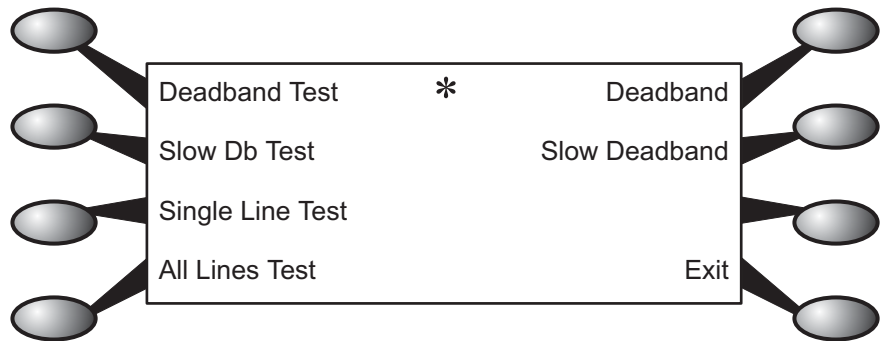 Deadband Test * Deadband
Slow Db Test Slow Deadband
Single Line Test
All Lines Test Exit